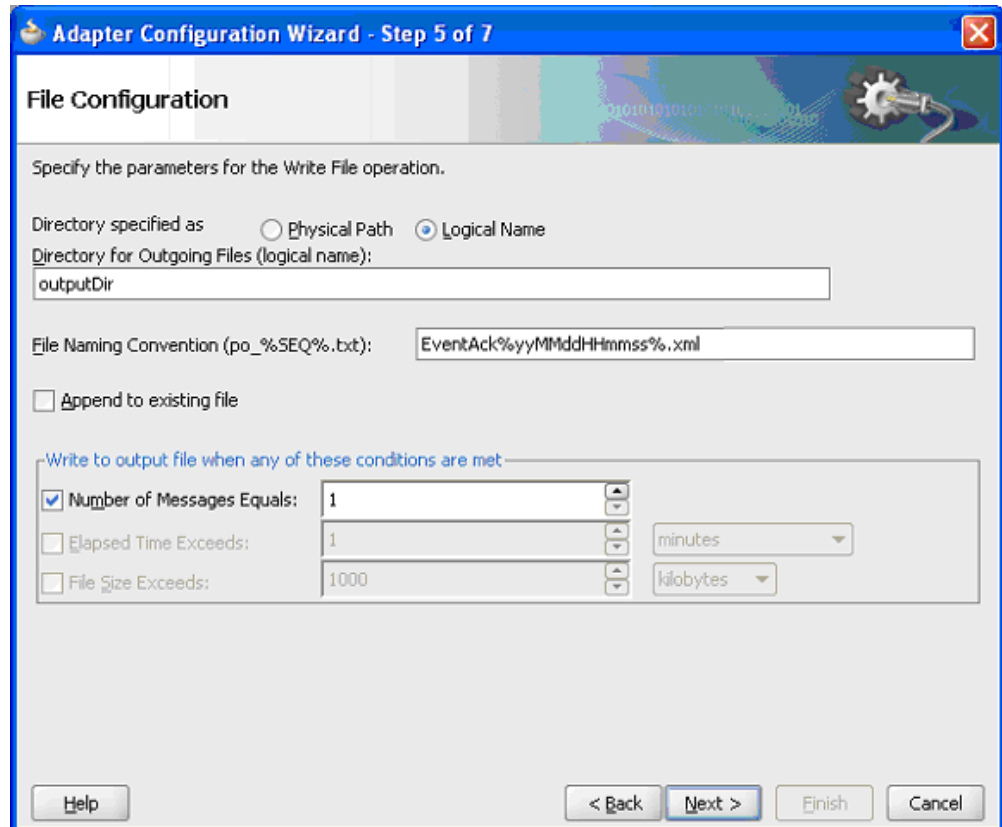 Adapter Configuration Wizard - Step 5 of 7
File Configuration
Specify the parameters for the Write File operation.
Directory specified as Physical Path Logical Name
Directory for Outgoing Files (logical name):
outputDir
File Naming Convention (po_%SEQ%.txt): EventAck%yyMMddHHmmss%.xml
Append to existing file
Write to output file when any of these conditions are met
Number of Messages Equals: 1
Elapsed Time Exceeds: 1 minutes
File Size Exceeds: 1000 kilobytes
Help < Back Next > Finish Cancel